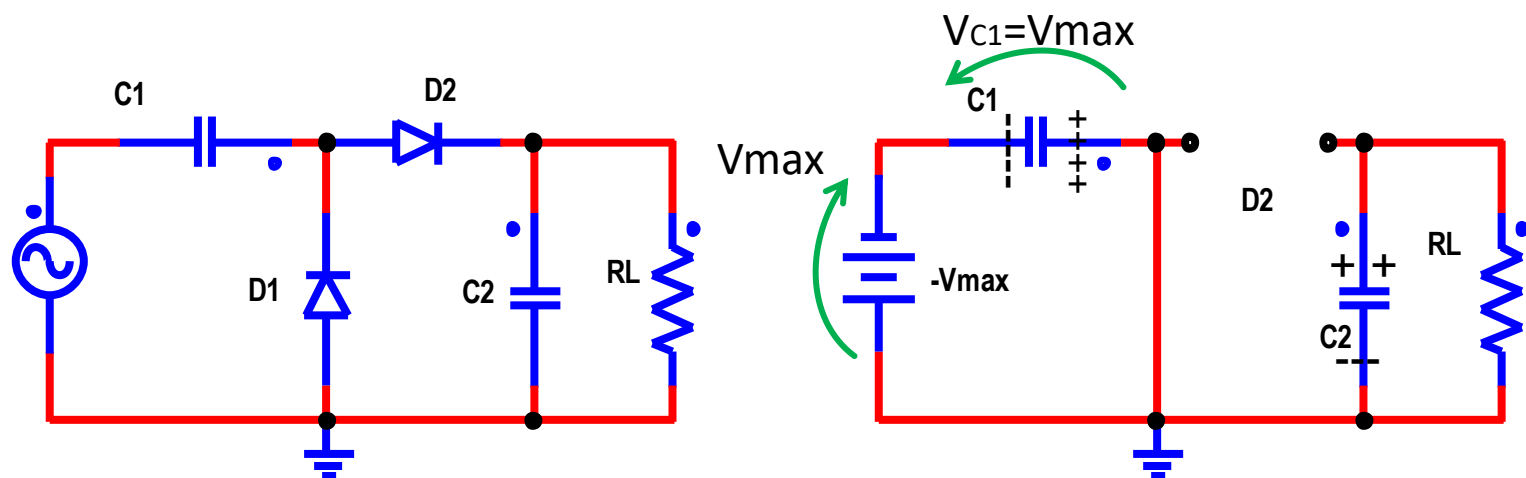 C1
D2
D1
C2
RL
VC1=Vmax
C1
Vmax
-Vmax
D2
C2
RL
++++
+ +
---